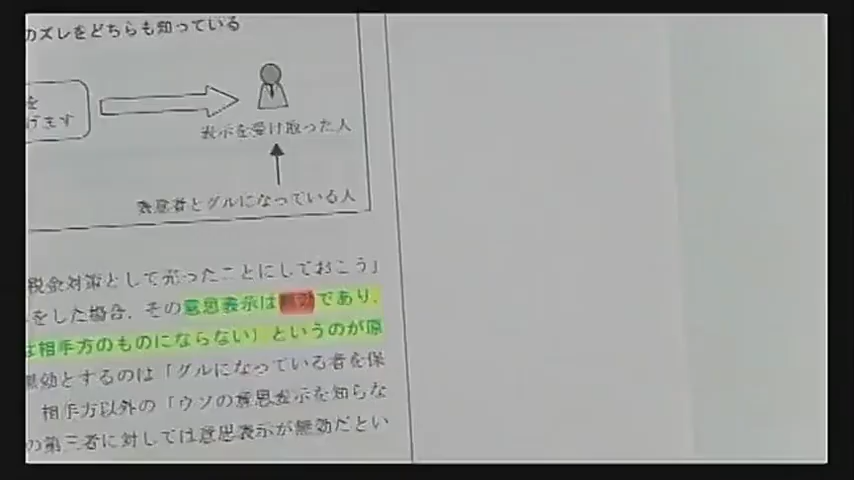 のズレをどちらも知っている
を
げます
表示を受け取った人
表意者とグルになっている人
税金対策として売ったことにしておこう」
をした場合，その意思表示は無効であり，
は相手方のものにならない）というのが原
無効とするのは「グルになっている者を保
相手方以外の「ウソの意思表示を知らな
の第三者に対しては意思表示が無効だとい